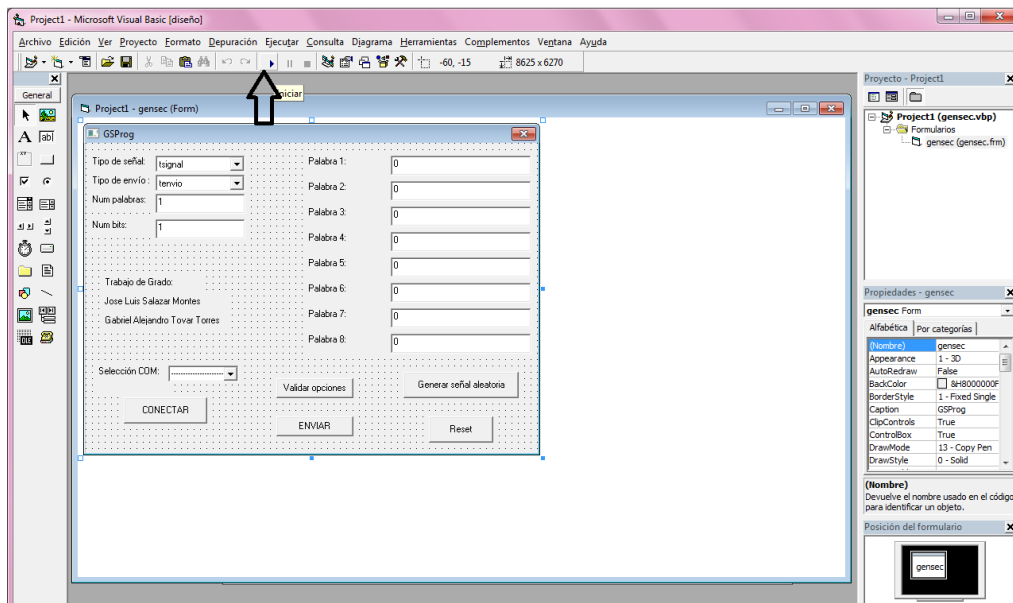 Project1 - Microsoft Visual Basic [diseño]
Archivo Edición Ver Proyecto Formato Depuración Ejecutar Consulta Diagrama Herramientas Complementos Ventana Ayuda
-60, -15 8625 x 6270
General
Project1 - gensec (Form)
GSProg
Tipo de señal: tsignal
Tipo de envío : tenvio
Num palabras: 1
Num bits: 1
Trabajo de Grado:
Jose Luis Salazar Montes
Gabriel Alejandro Tovar Torres
Palabra 1: 0
Palabra 2: 0
Palabra 3: 0
Palabra 4: 0
Palabra 5: 0
Palabra 6: 0
Palabra 7: 0
Palabra 8: 0
Selección COM:
CONECTAR
Validar opciones
ENVIAR
Generar señal aleatoria
Reset
Proyecto - Project1
Project1 (gensec.vbp)
Formularios
gensec (gensec.frm)
Propiedades - gensec
gensec Form
Alfabética Por categorías
(Nombre) gensec
Appearance 1 - 3D
AutoRedraw False
BackColor &H8000000F
BorderStyle 1 - Fixed Single
Caption GSProg
ClipControls True
ControlBox True
DrawMode 13 - Copy Pen
DrawStyle 0 - Solid
(Nombre)
Devuelve el nombre usado en el código
para identificar un objeto.
Posición del formulario
gensec